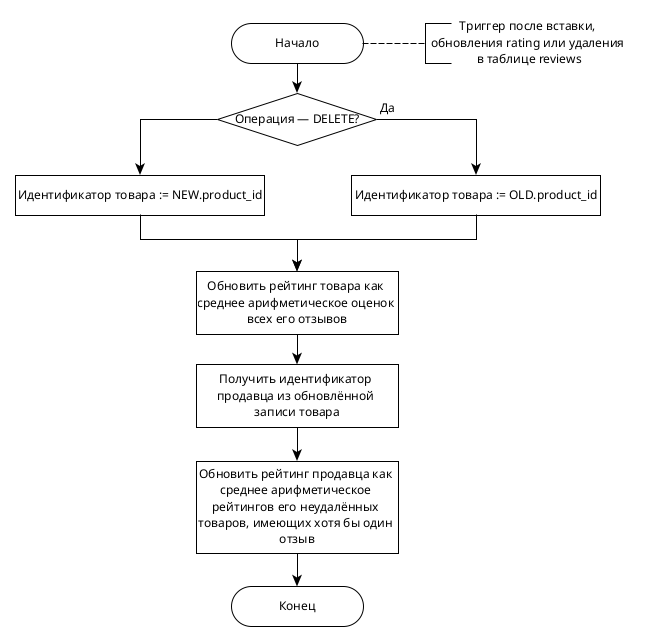 Начало
Триггер после вставки,
обновления rating или удаления
в таблице reviews
Операция — DELETE?
Да
Идентификатор товара := NEW.product_id
Идентификатор товара := OLD.product_id
Обновить рейтинг товара как
среднее арифметическое оценок
всех его отзывов
Получить идентификатор
продавца из обновлённой
записи товара
Обновить рейтинг продавца как
среднее арифметическое
рейтингов его неудалённых
товаров, имеющих хотя бы один
отзыв
Конец